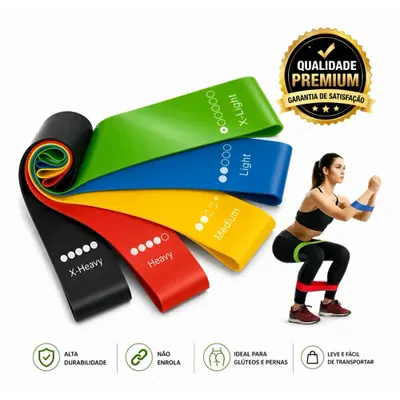 QUALIDADE
PREMIUM
GARANTIA DE SATISFAÇÃO
X-Light
Light
Medium
Heavy
X-Heavy
ALTA
DURABILIDADE
NÃO
ENROLA
IDEAL PARA
GLÚTEOS E PERNAS
LEVE E FÁCIL
DE TRANSPORTAR